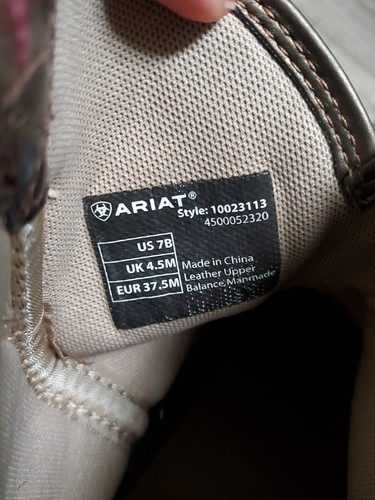 ARIAT®
Style: 10023113
4500052320
US 7B
UK 4.5M
EUR 37.5M
Made in China
Leather Upper
Balance Manmade